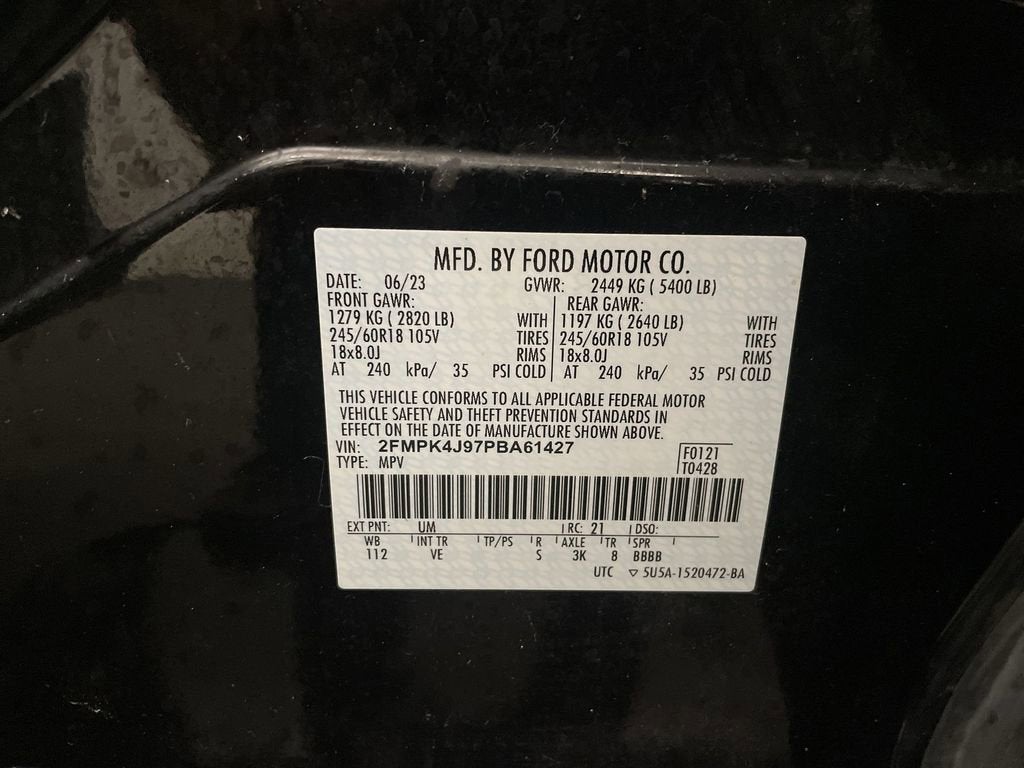 MFD. BY FORD MOTOR CO.
DATE: 06/23 GVWR: 2449 KG ( 5400 LB)
FRONT GAWR: REAR GAWR:
1279 KG ( 2820 LB) WITH 1197 KG ( 2640 LB) WITH
245/60R18 105V TIRES 245/60R18 105V TIRES
18x8.0J RIMS 18x8.0J RIMS
AT 240 kPa/ 35 PSI COLD AT 240 kPa/ 35 PSI COLD
THIS VEHICLE CONFORMS TO ALL APPLICABLE FEDERAL MOTOR
VEHICLE SAFETY AND THEFT PREVENTION STANDARDS IN
EFFECT ON THE DATE OF MANUFACTURE SHOWN ABOVE.
VIN: 2FMPK4J97PBA61427 F0121
TYPE: MPV T0428
EXT PNT: UM RC: 21 DSO:
WB INT TR TP/PS R AXLE TR SPR
112 VE S 3K 8 BBBB
UTC ▽ 5U5A-1520472-BA